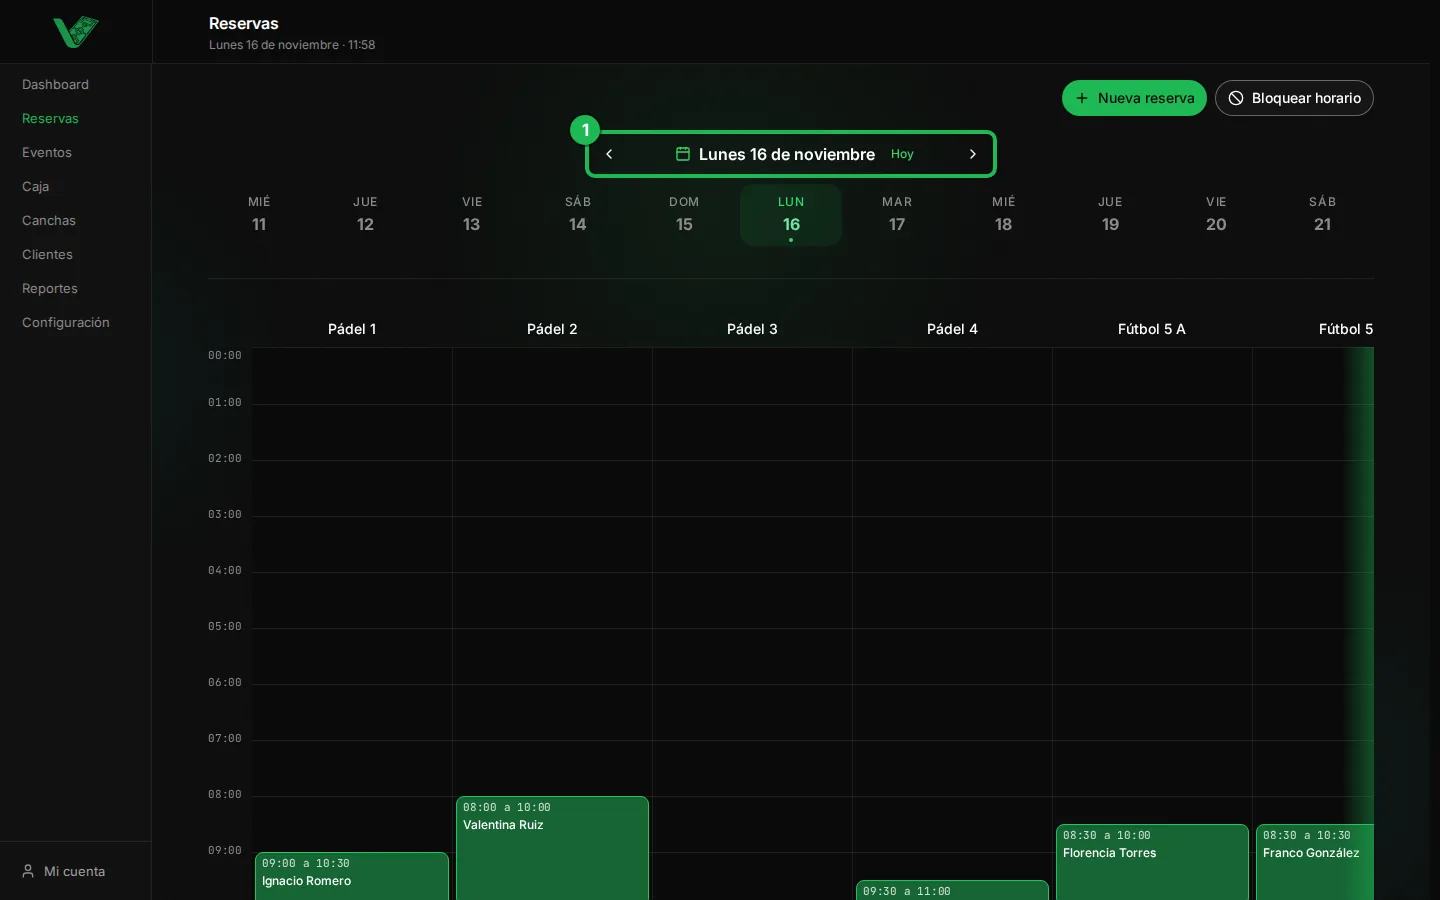 Reservas
Lunes 16 de noviembre · 11:58
Dashboard
Reservas
Eventos
Caja
Canchas
Clientes
Reportes
Configuración
Mi cuenta
Nueva reserva
Bloquear horario
1
Lunes 16 de noviembre Hoy
MIÉ JUE VIE SÁB DOM LUN MAR MIÉ JUE VIE SÁB
11 12 13 14 15 16 17 18 19 20 21
Pádel 1 Pádel 2 Pádel 3 Pádel 4 Fútbol 5 A Fútbol 5
00:00
01:00
02:00
03:00
04:00
05:00
06:00
07:00
08:00
09:00
09:00 a 10:30
Ignacio Romero
08:00 a 10:00
Valentina Ruiz
09:30 a 11:00
08:30 a 10:00
Florencia Torres
08:30 a 10:30
Franco González